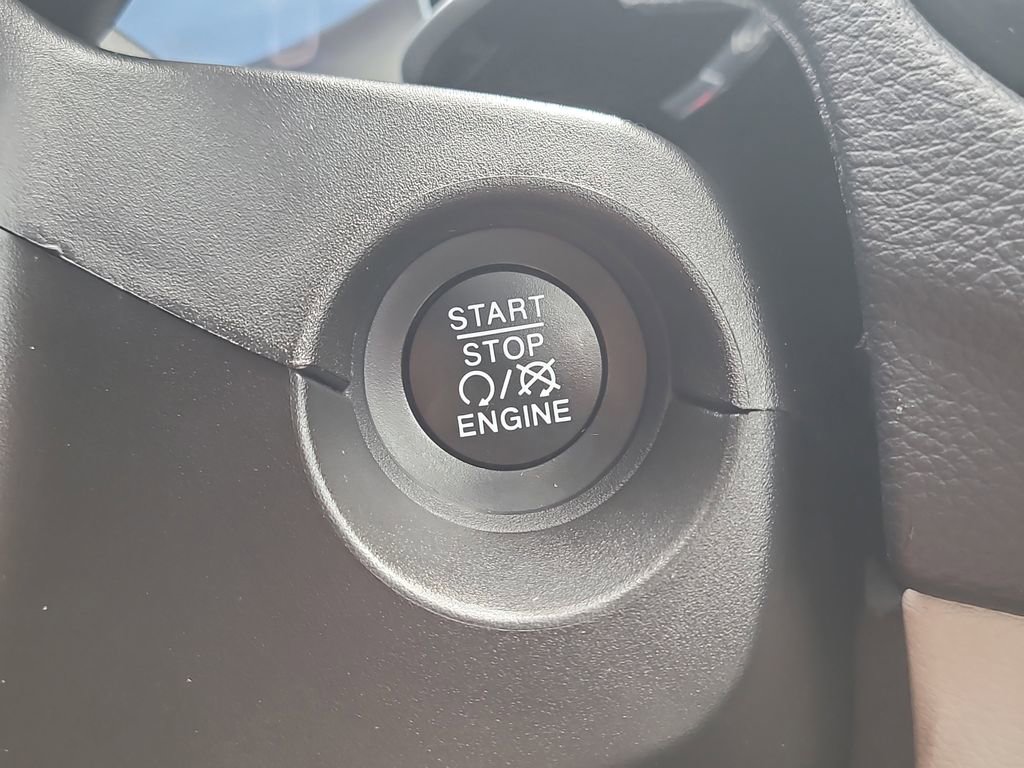 START
STOP
/
ENGINE